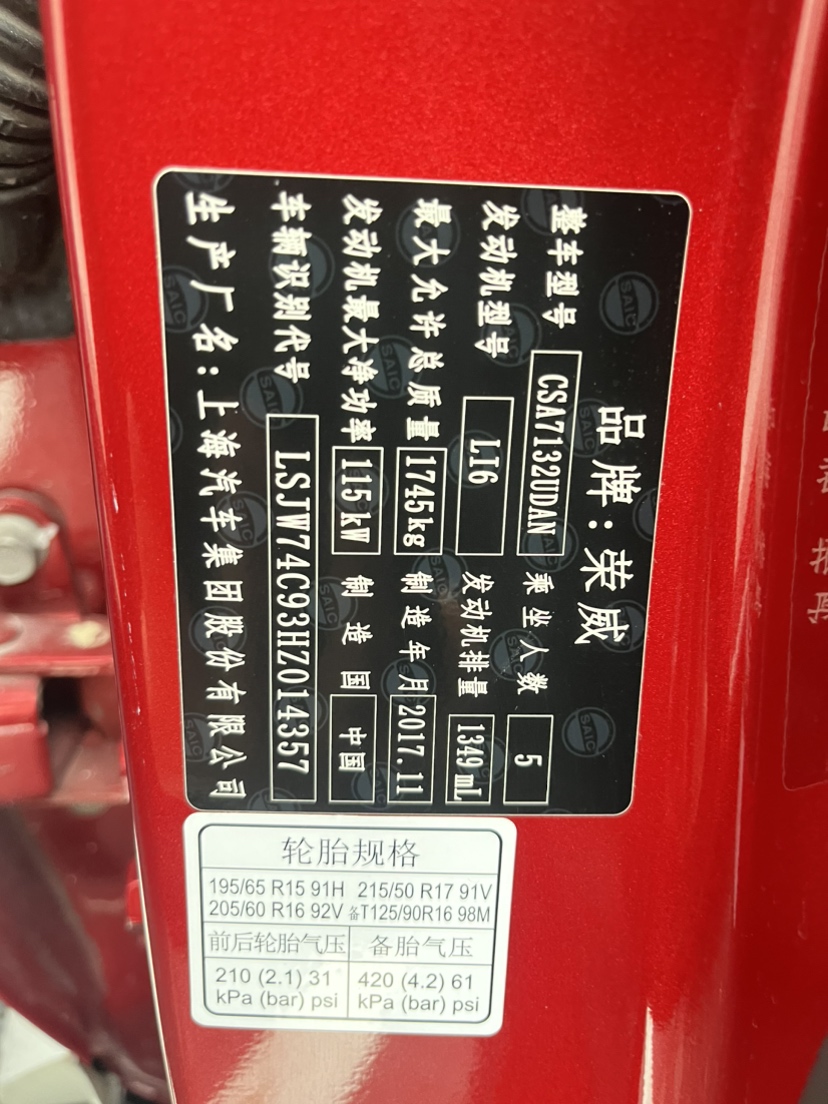 品牌:荣威
整车型号 CSA7132UDAN 乘坐人数 5
发动机型号 LI6 发动机排量 1349 mL
最大允许总质量 1745kg 制造年月 2017.11
发动机最大净功率 115kW 制造国 中国
车辆识别代号 LSJW74C93HZ014357
生产厂名:上海汽车集团股份有限公司
轮胎规格
195/65 R15 91H 215/50 R17 91V
205/60 R16 92V 备T125/90R16 98M
前后轮胎气压 备胎气压
210 (2.1) 31 420 (4.2) 61
kPa (bar) psi kPa (bar) psi